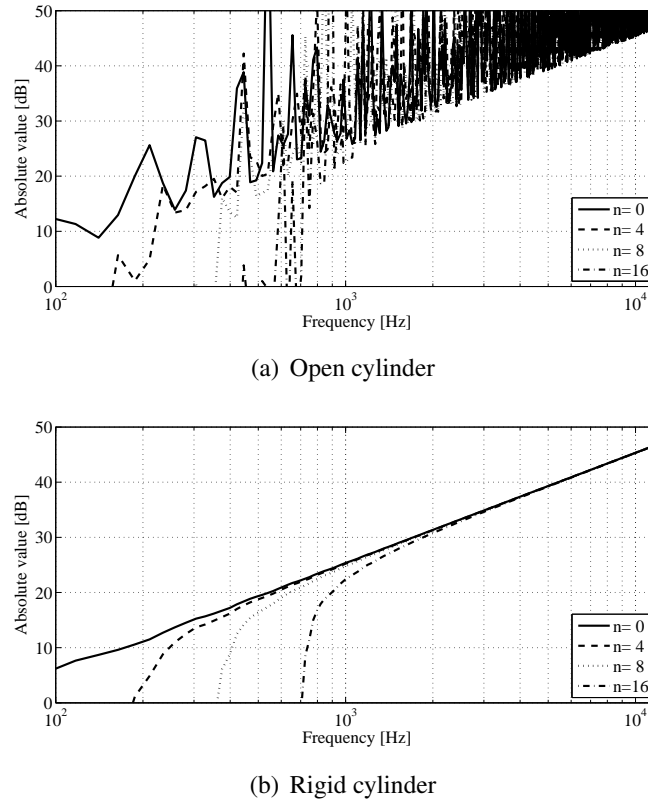 50
40
30
20
10
0
Absolute value [dB]
10^2
10^3
10^4
Frequency [Hz]
n= 0
n= 4
n= 8
n=16
(a) Open cylinder
50
40
30
20
10
0
Absolute value [dB]
10^2
10^3
10^4
Frequency [Hz]
n= 0
n= 4
n= 8
n=16
(b) Rigid cylinder